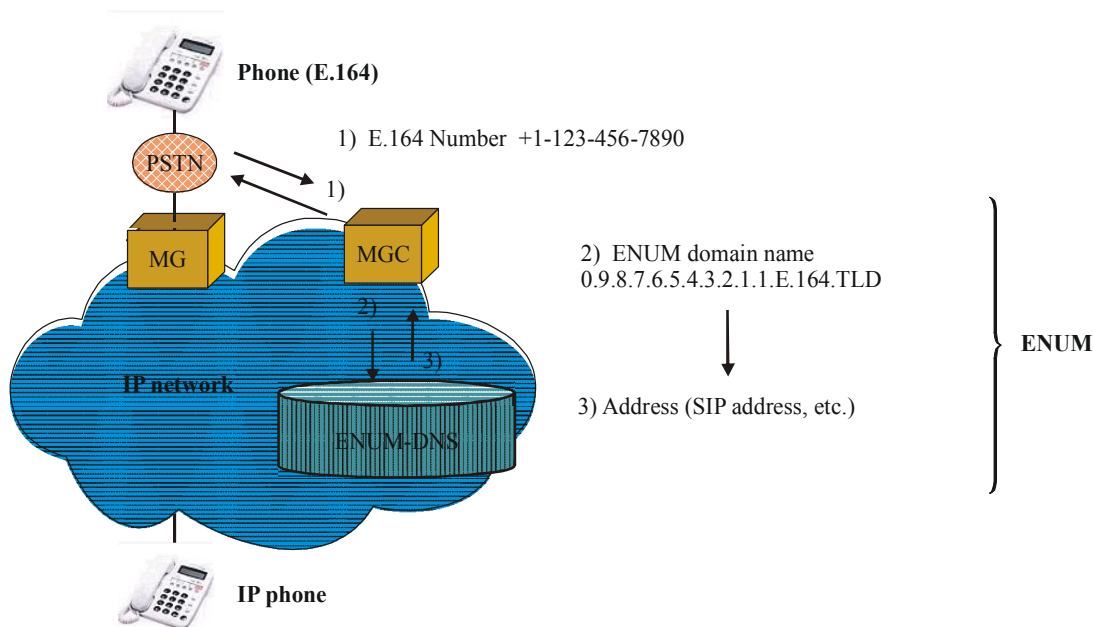 Phone (E.164)
1) E.164 Number +1-123-456-7890
PSTN
1)
MG
MGC
2) ENUM domain name
0.9.8.7.6.5.4.3.2.1.1.E.164.TLD
2)
3)
ENUM
IP network
3) Address (SIP address, etc.)
ENUM-DNS
IP phone